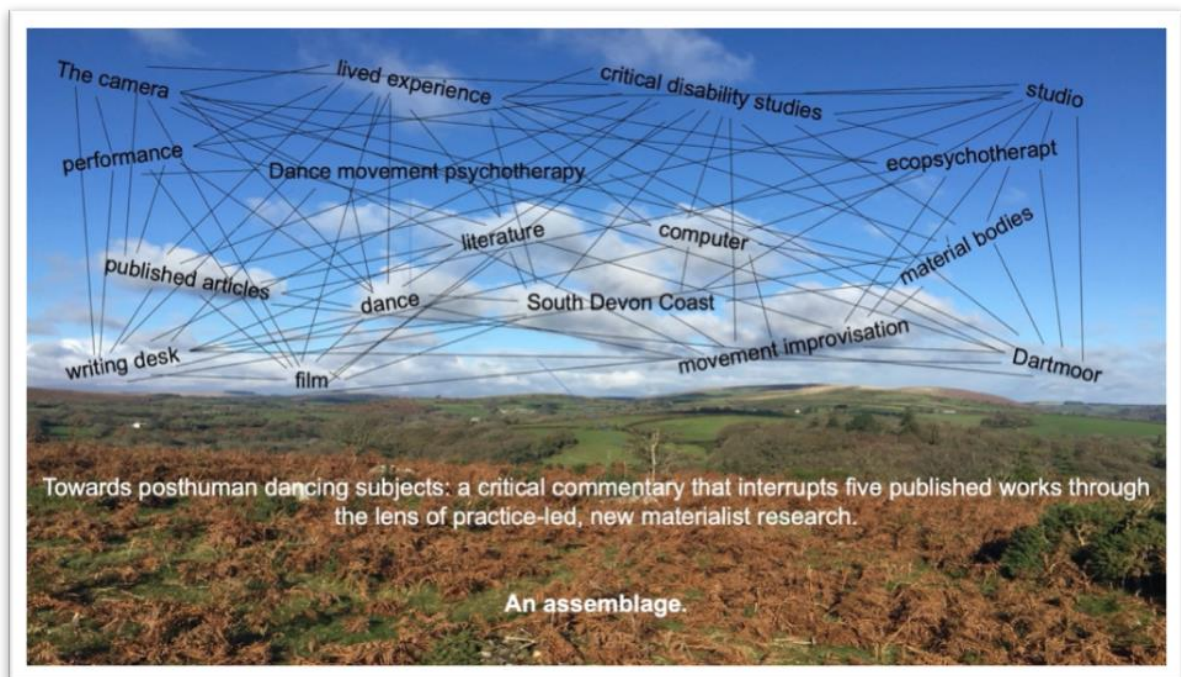 The camera
lived experience
critical disability studies
studio
performance
Dance movement psychotherapy
ecopsychotherapt
literature
computer
material bodies
published articles
dance
South Devon Coast
movement improvisation
writing desk
film
Dartmoor
Towards posthuman dancing subjects: a critical commentary that interrupts five published works through
the lens of practice-led, new materialist research.
An assemblage.